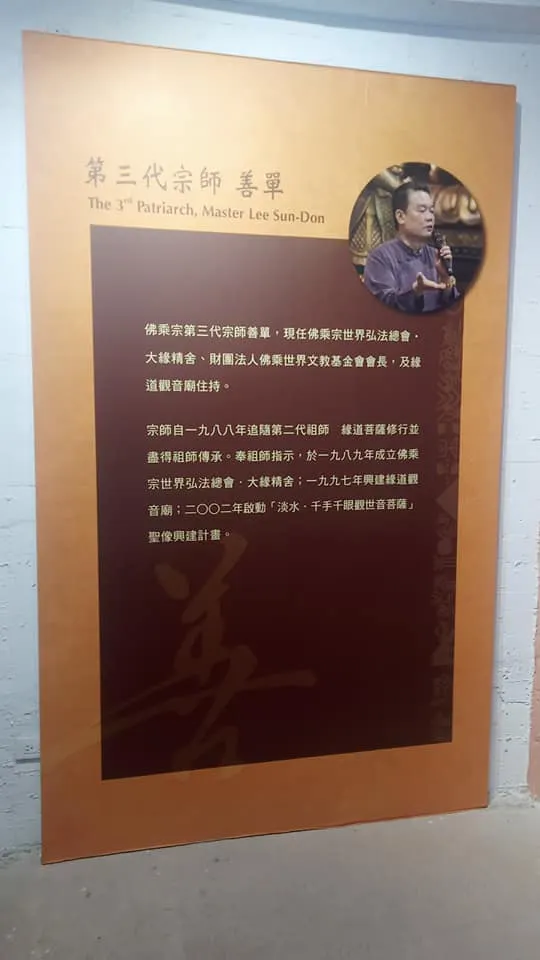 第三代宗師 善單
The 3rd Patriarch, Master Lee Sun-Don
佛乘宗第三代宗師善單，現任佛乘宗世界弘法總會・
大緣精舍、財團法人佛乘世界文教基金會會長，及緣
道觀音廟住持。
宗師自一九八八年追隨第二代祖師　緣道菩薩修行並
盡得祖師傳承。奉祖師指示，於一九八九年成立佛乘
宗世界弘法總會．大緣精舍；一九九七年興建緣道觀
音廟；二〇〇二年啟動「淡水．千手千眼觀世音菩薩」
聖像興建計畫。
善